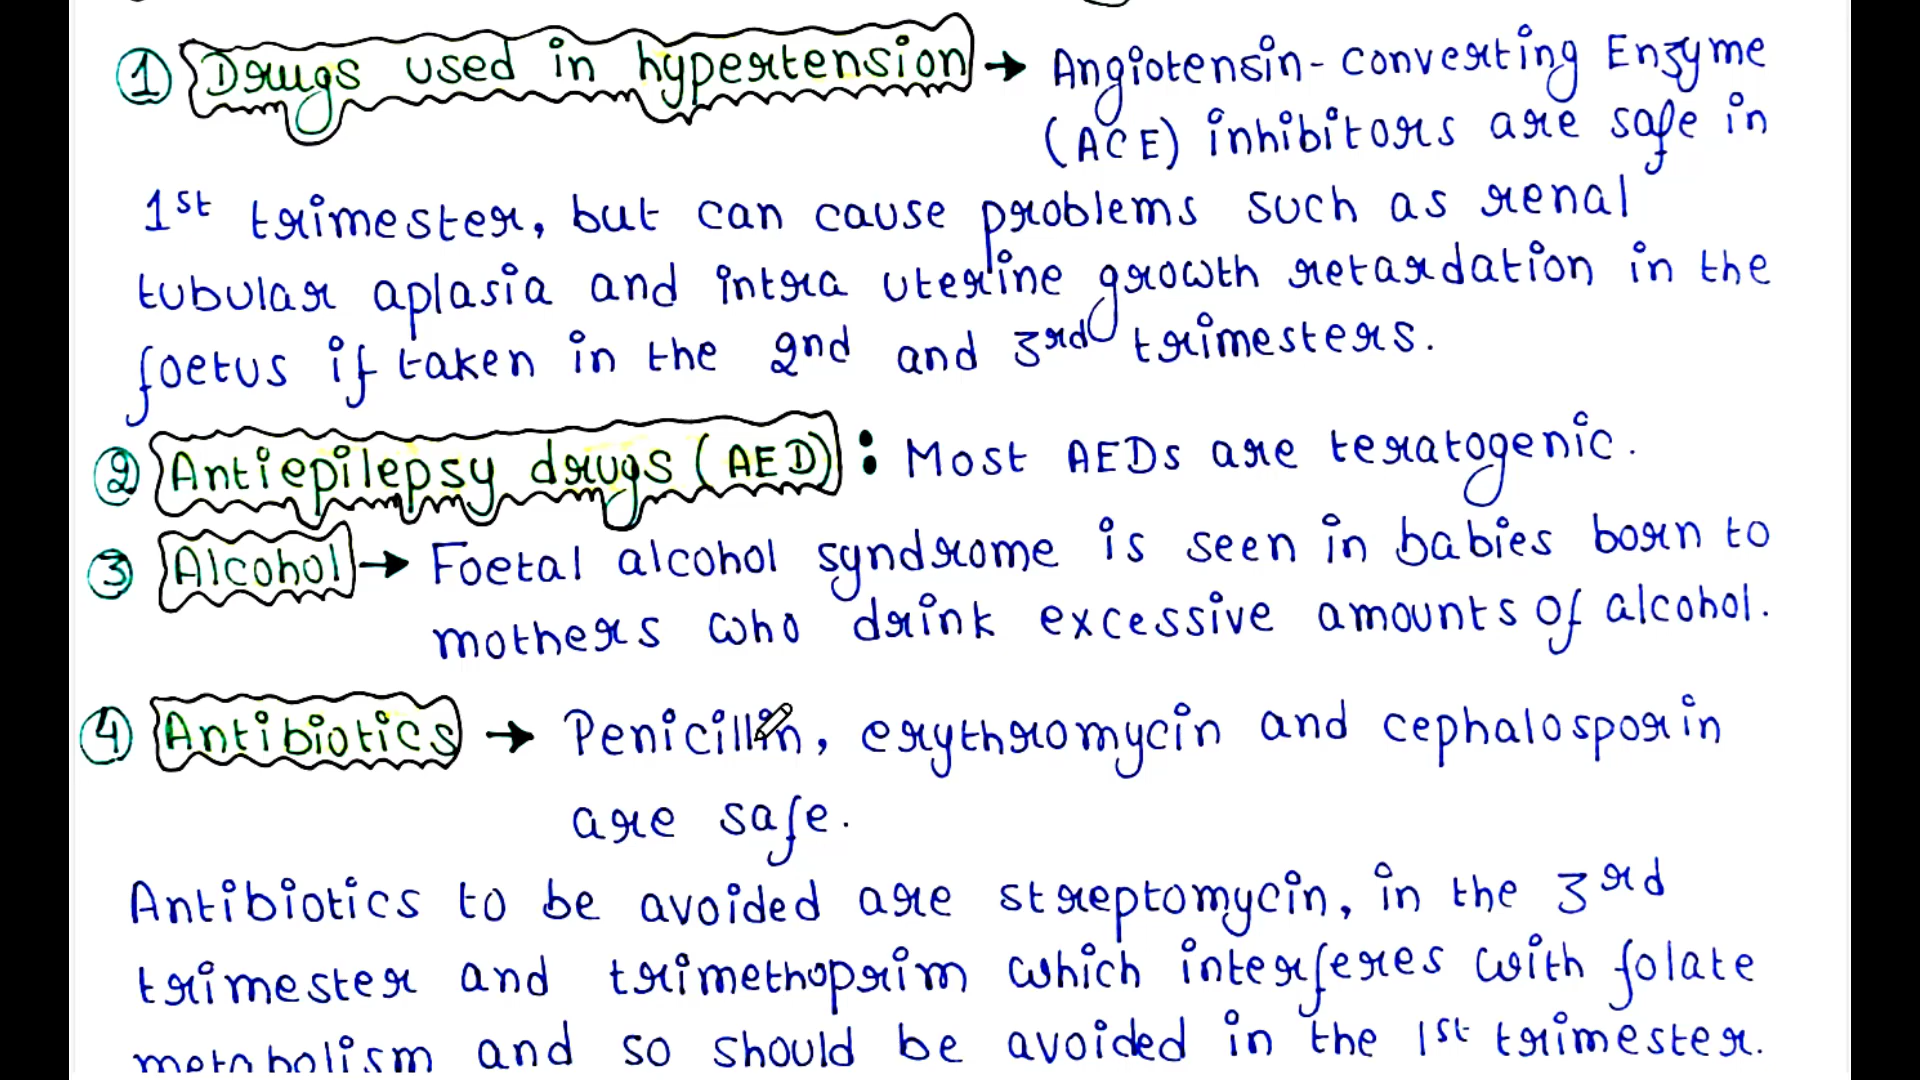 ① Drugs used in hypertension → Angiotensin-converting Enzyme
(ACE) inhibitors are safe in
1st trimester, but can cause problems such as renal
tubular aplasia and intra uterine growth retardation in the
foetus if taken in the 2nd and 3rd trimesters.
② Antiepilepsy drugs (AED) : Most AEDs are teratogenic.
③ Alcohol → Foetal alcohol syndrome is seen in babies born to
mothers who drink excessive amounts of alcohol.
④ Antibiotics → Penicillin, erythromycin and cephalosporin
are safe.
Antibiotics to be avoided are streptomycin, in the 3rd
trimester and trimethoprim which interferes with folate
metabolism and so should be avoided in the 1st trimester.